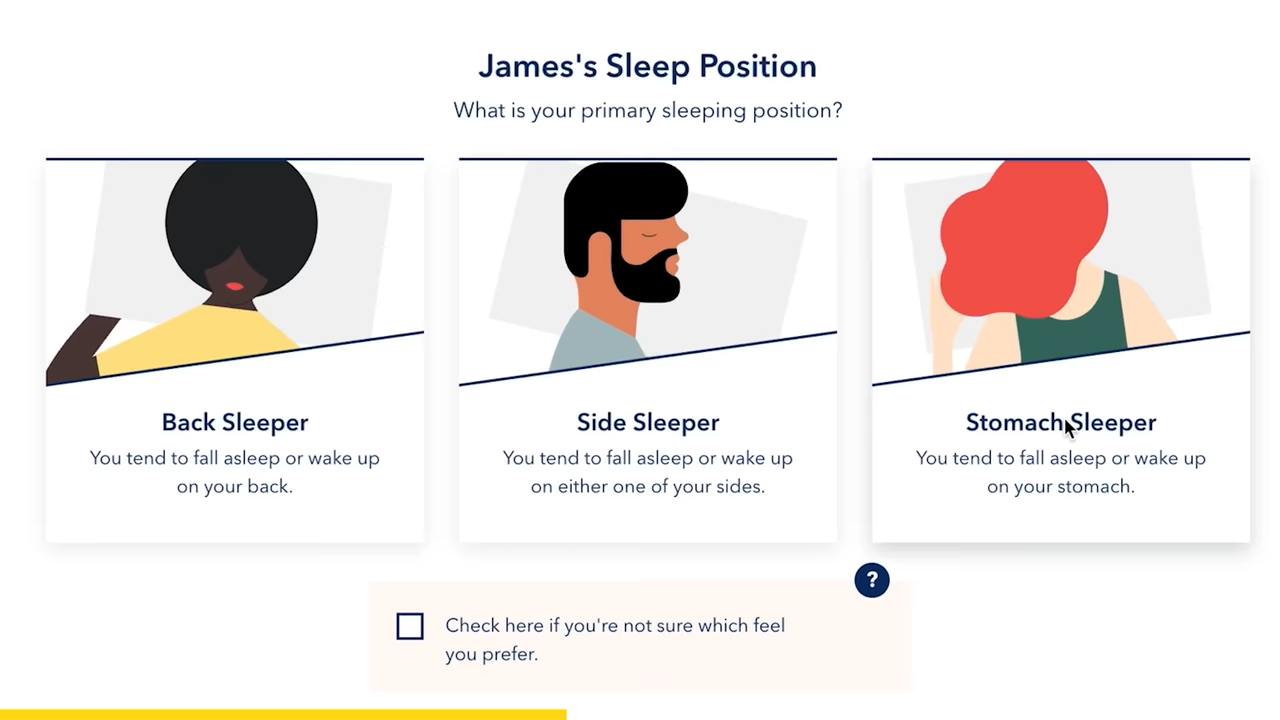 James's Sleep Position
What is your primary sleeping position?
Back Sleeper
You tend to fall asleep or wake up
on your back.
Side Sleeper
You tend to fall asleep or wake up
on either one of your sides.
Stomach Sleeper
You tend to fall asleep or wake up
on your stomach.
?
Check here if you're not sure which feel
you prefer.